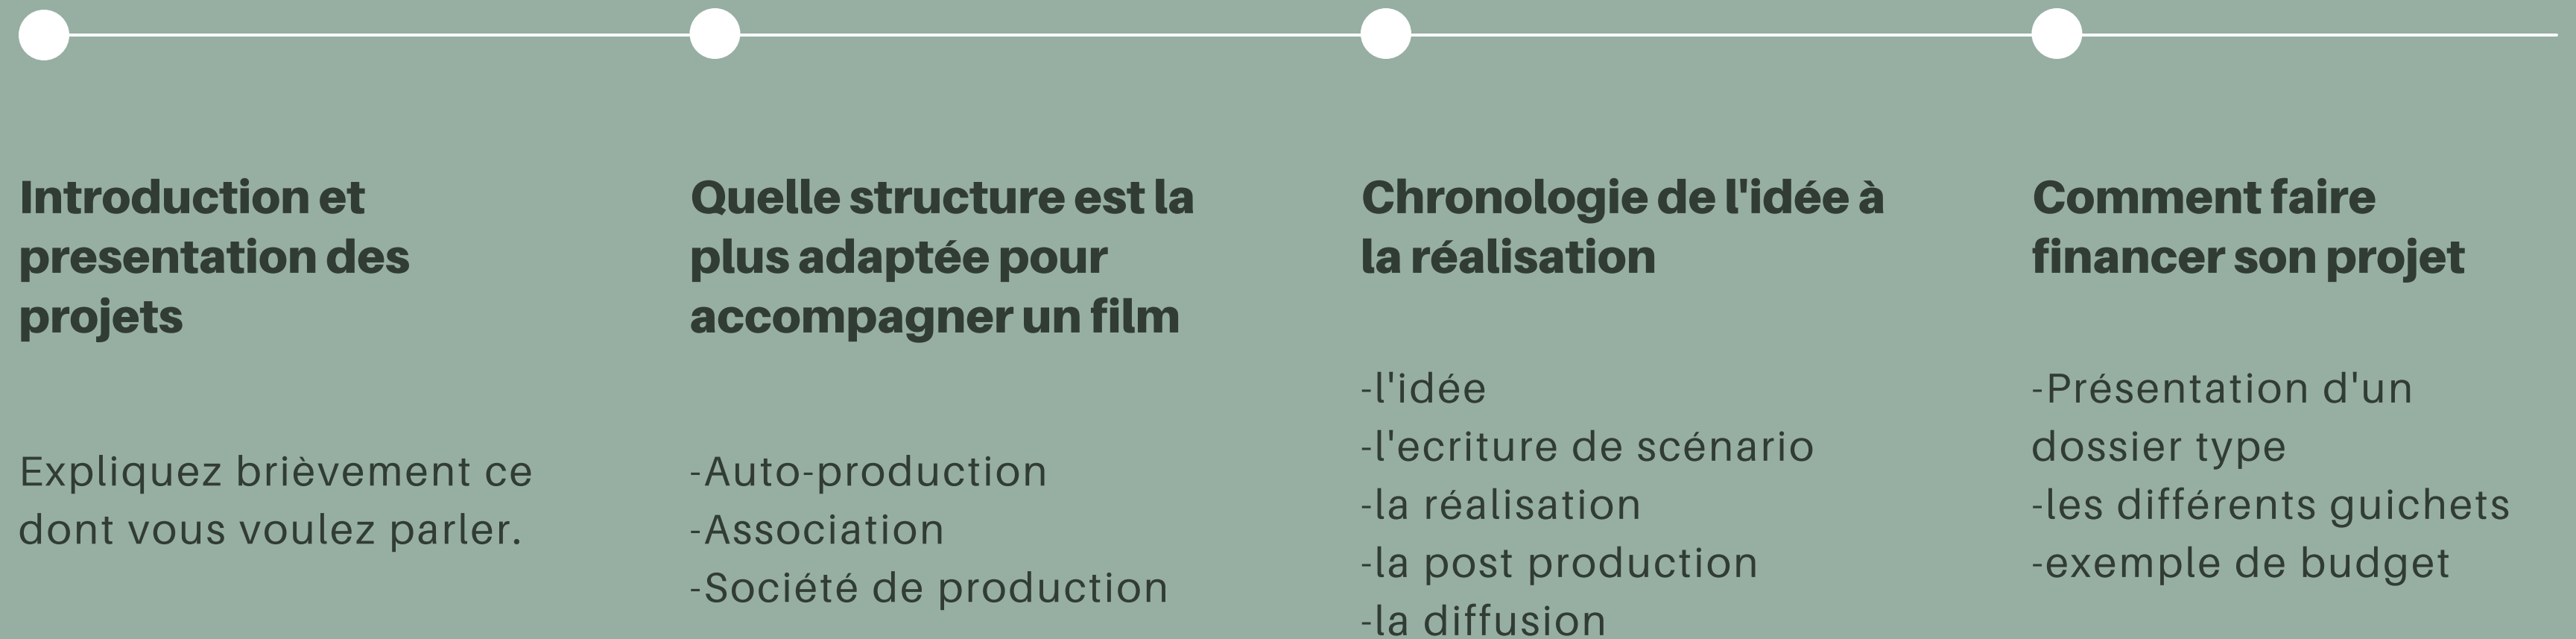 Introduction et
presentation des
projets
Expliquez brièvement ce
dont vous voulez parler.
Quelle structure est la
plus adaptée pour
accompagner un film
-Auto-production
-Association
-Société de production
Chronologie de l'idée à
la réalisation
-l'idée
-l'ecriture de scénario
-la réalisation
-la post production
-la diffusion
Comment faire
financer son projet
-Présentation d'un
dossier type
-les différents guichets
-exemple de budget